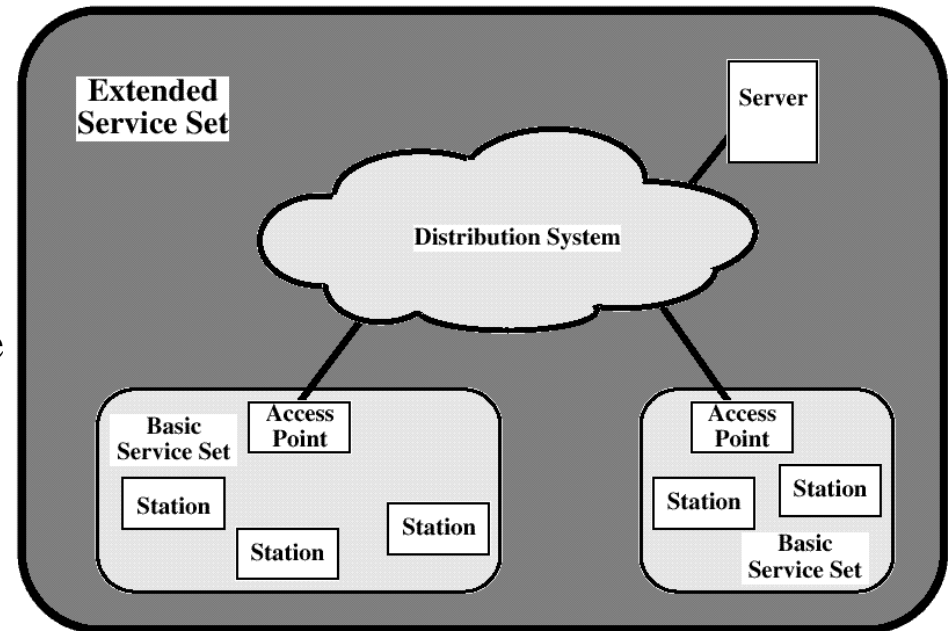 Extended
Service Set
Server
Distribution System
e
Basic
Service Set
Access
Point
Station
Station
Station
Access
Point
Station
Station
Basic
Service Set